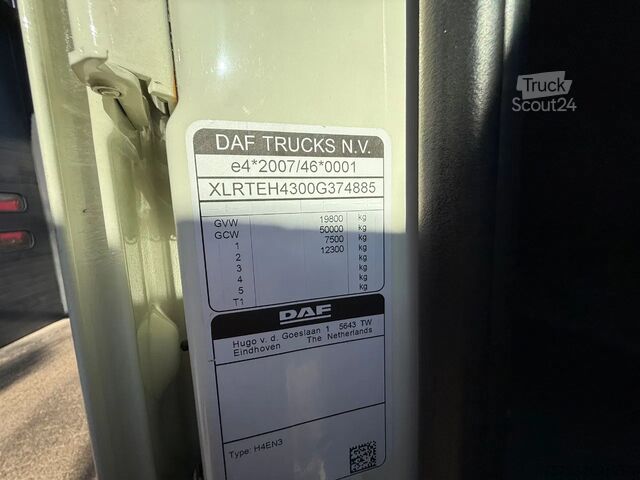 Truck
Scout24
DAF TRUCKS N.V.
e4*2007/46*0001
XLRTEH4300G374885
GVW 19800 kg
GCW 50000 kg
1 7500 kg
2 12300 kg
3 kg
4 kg
5 kg
T1
DAF
Hugo v. d. Goeslaan 1 5643 TW
Eindhoven The Netherlands
Type: H4EN3